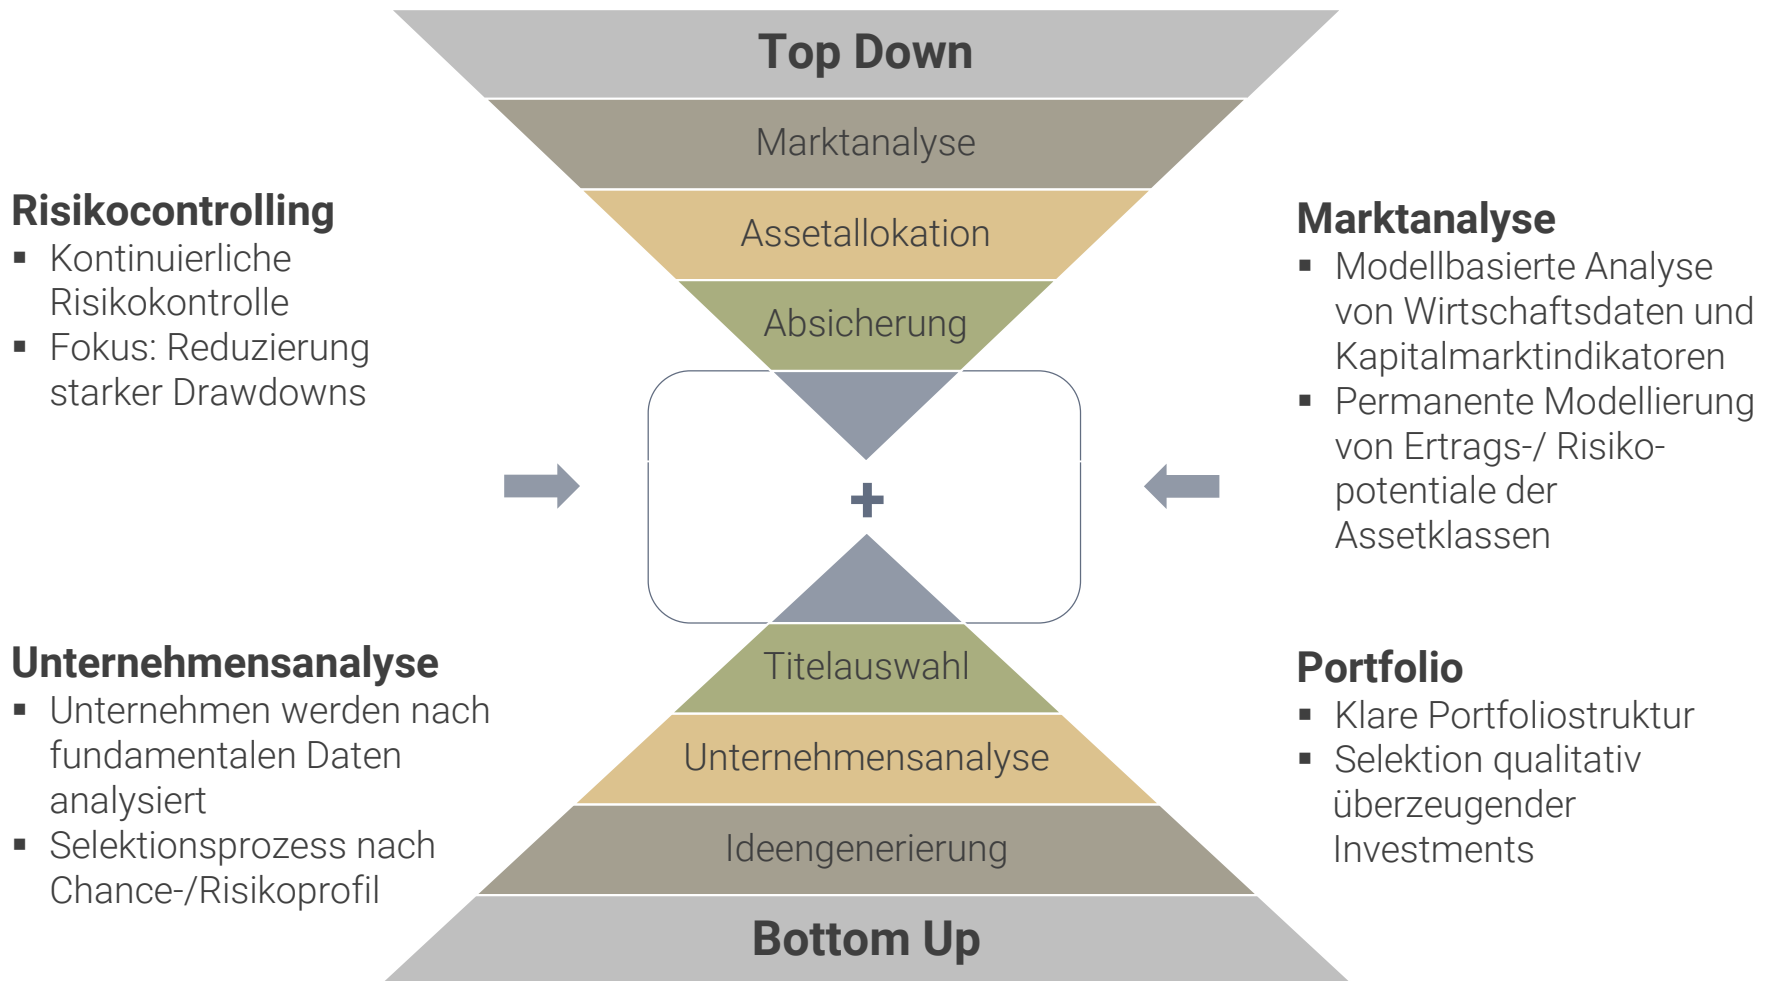 Top Down
Marktanalyse
Assetallokation
Absicherung
+
Titelauswahl
Unternehmensanalyse
Ideengenerierung
Bottom Up
Risikocontrolling
▪ Kontinuierliche
Risikokontrolle
▪ Fokus: Reduzierung
starker Drawdowns
Unternehmensanalyse
▪ Unternehmen werden nach
fundamentalen Daten
analysiert
▪ Selektionsprozess nach
Chance-/Risikoprofil
Marktanalyse
▪ Modellbasierte Analyse
von Wirtschaftsdaten und
Kapitalmarktindikatoren
▪ Permanente Modellierung
von Ertrags-/ Risiko-
potentiale der
Assetklassen
Portfolio
▪ Klare Portfoliostruktur
▪ Selektion qualitativ
überzeugender
Investments